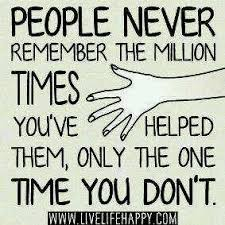 PEOPLE NEVER
REMEMBER THE MILLION
TIMES
YOU'VE HELPED
THEM, ONLY THE ONE
TIME YOU DON'T.
WWW.LIVELIFEHAPPY.COM